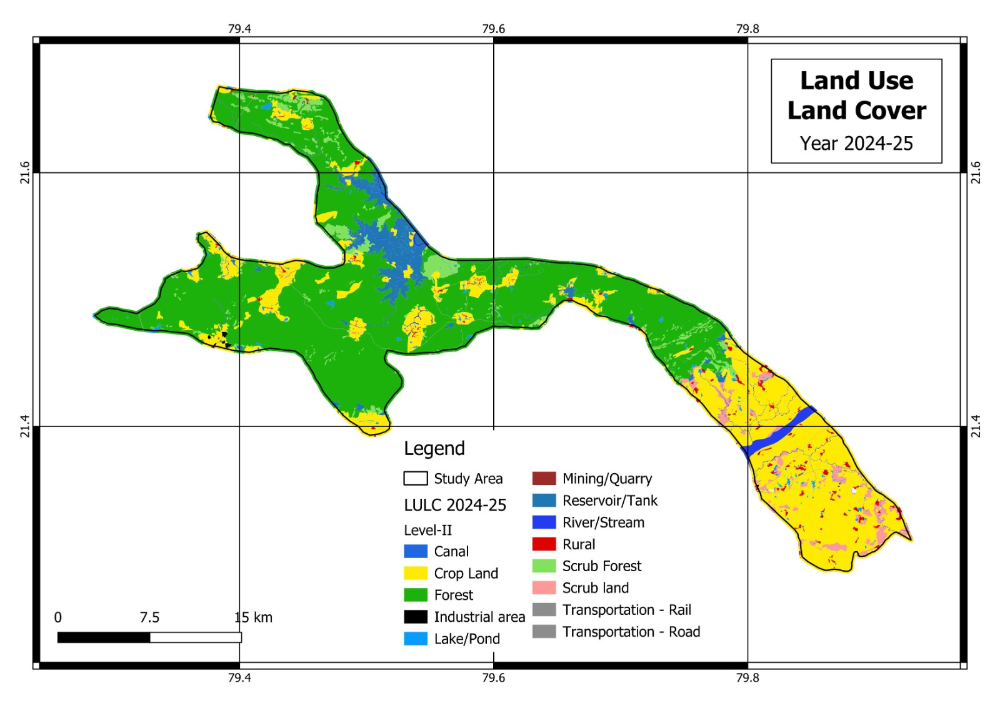 79.4
79.6
79.8
Land Use
Land Cover
Year 2024-25
21.6
21.6
21.4
21.4
Legend
Study Area
LULC 2024-25
Level-II
Canal
Crop Land
Forest
Industrial area
Lake/Pond
Mining/Quarry
Reservoir/Tank
River/Stream
Rural
Scrub Forest
Scrub land
Transportation - Rail
Transportation - Road
0 7.5 15 km
79.4
79.6
79.8